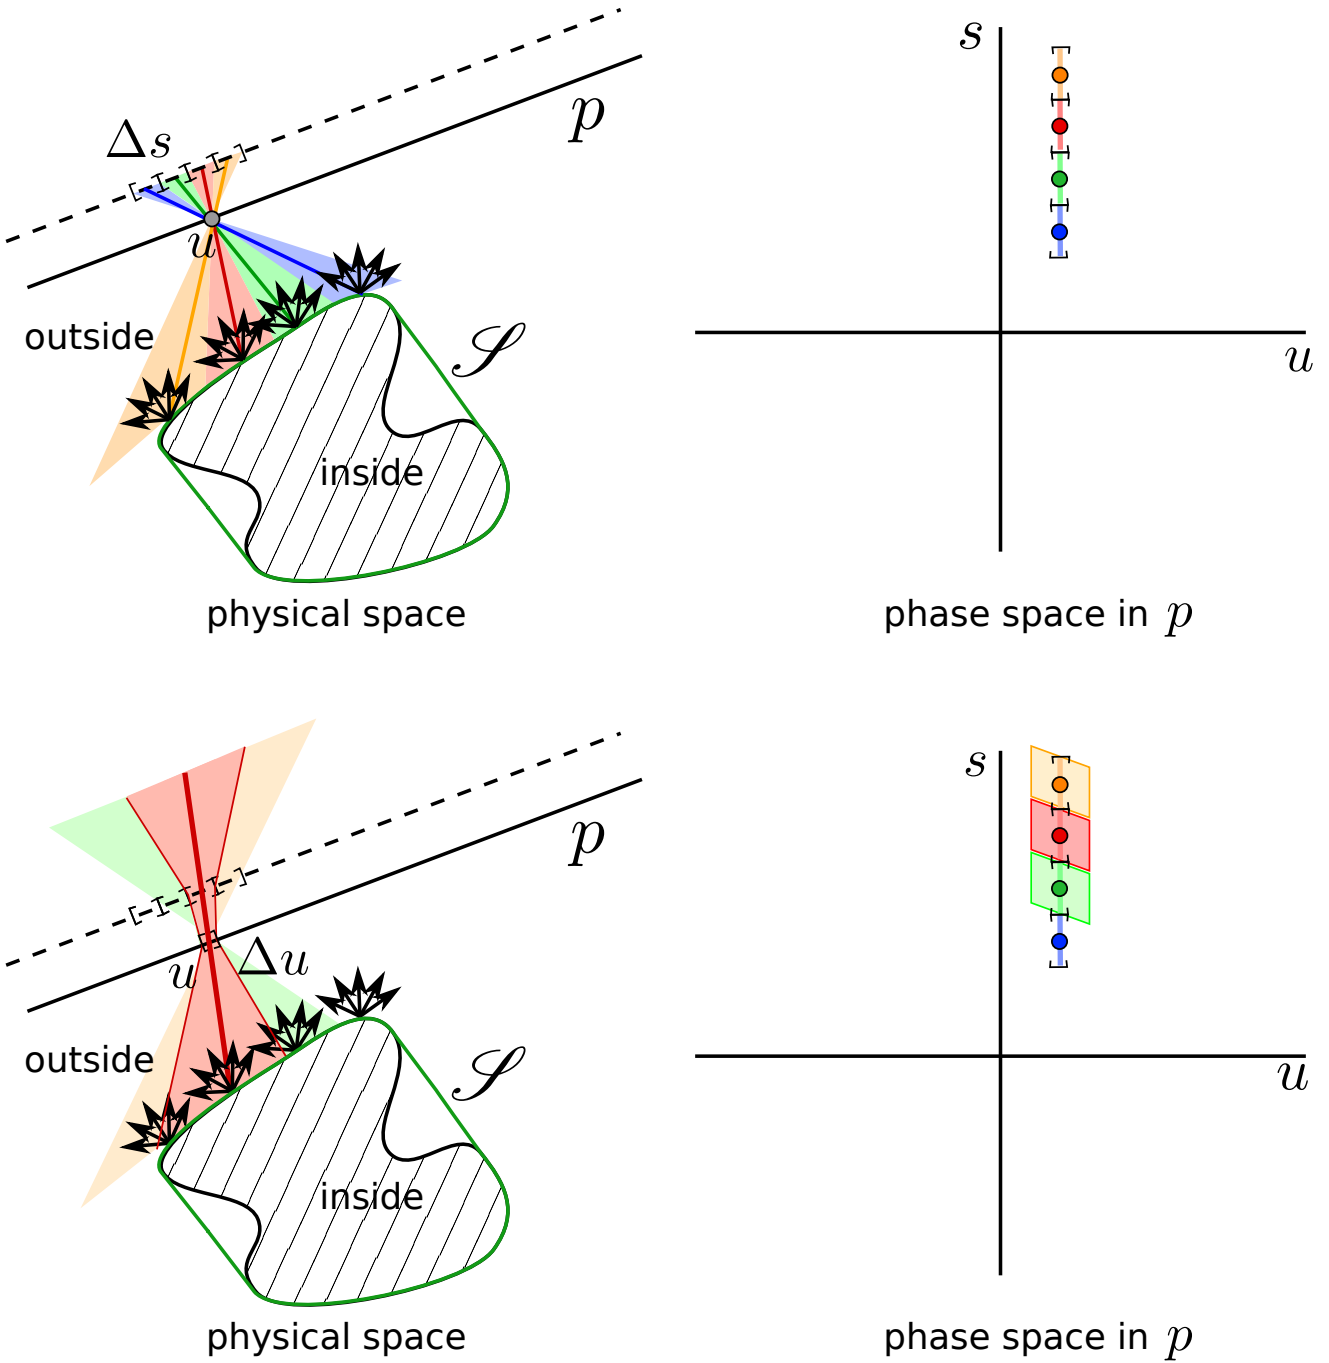 Δs
p
u
outside
𝒮
inside
physical space
s
u
phase space in p
p
u
Δu
outside
𝒮
inside
physical space
s
u
phase space in p